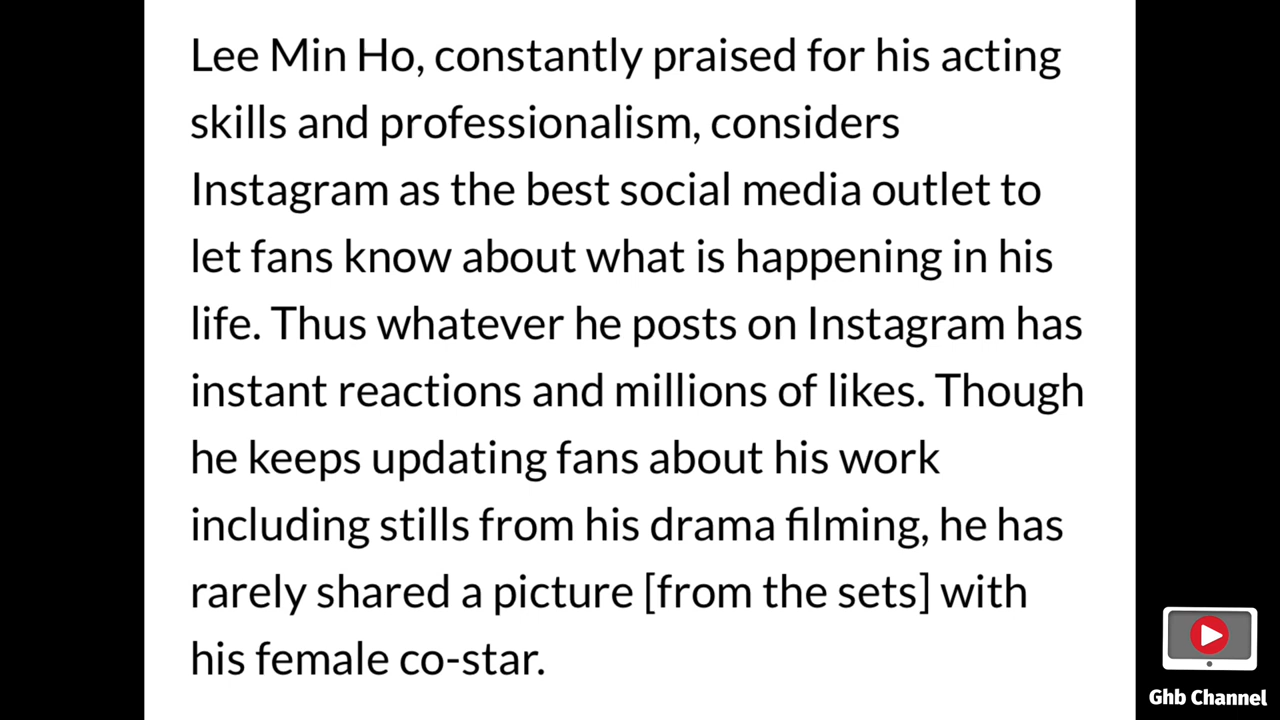 Lee Min Ho, constantly praised for his acting
skills and professionalism, considers
Instagram as the best social media outlet to
let fans know about what is happening in his
life. Thus whatever he posts on Instagram has
instant reactions and millions of likes. Though
he keeps updating fans about his work
including stills from his drama filming, he has
rarely shared a picture [from the sets] with
his female co-star.
Ghb Channel